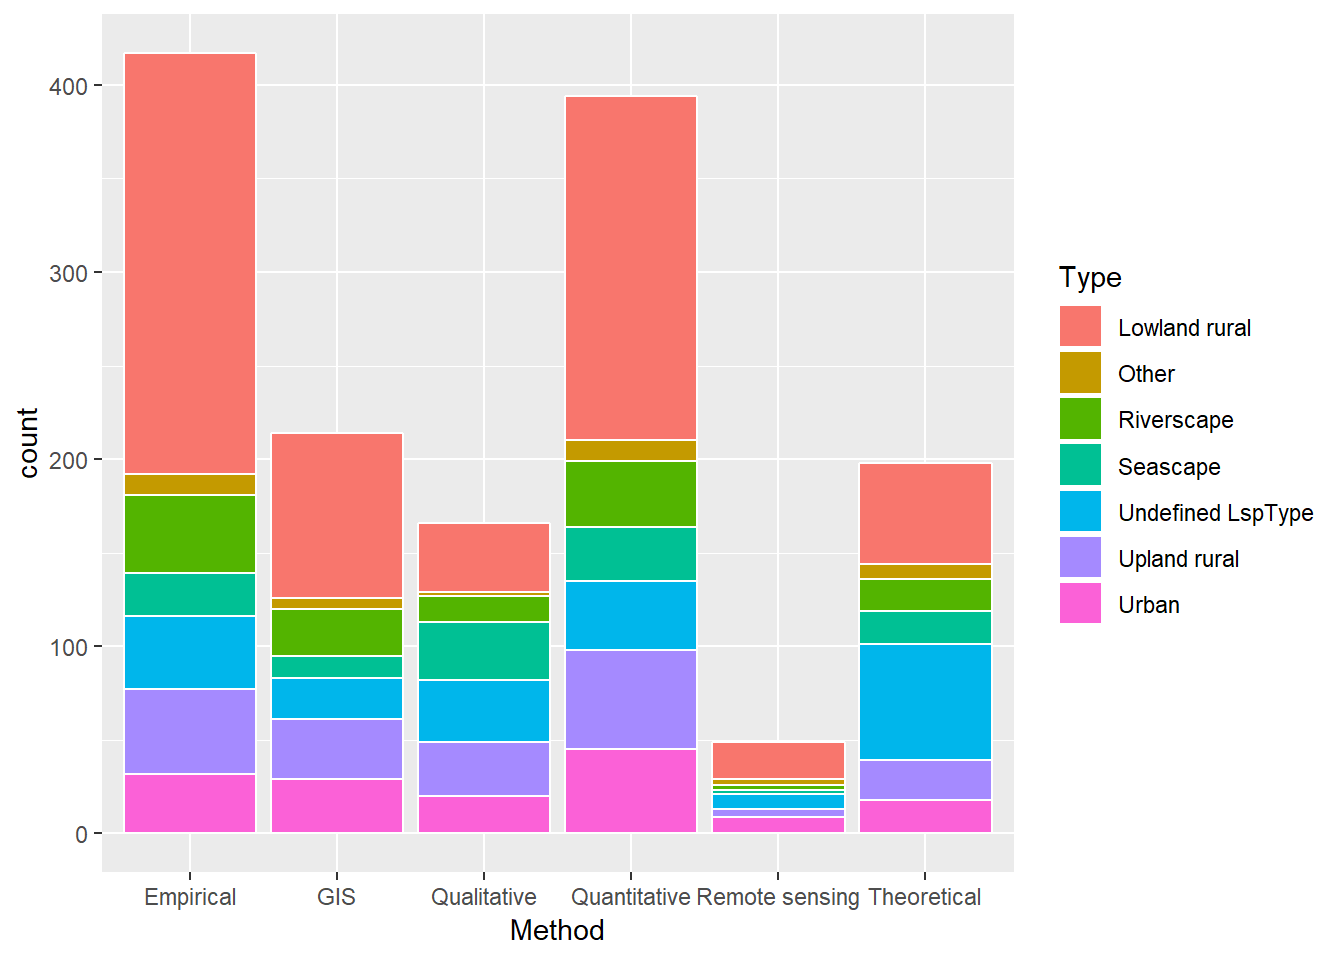 400
300
200
100
0
count
Empirical GIS Qualitative Quantitative Remote sensing Theoretical
Method
Type
Lowland rural
Other
Riverscape
Seascape
Undefined LspType
Upland rural
Urban